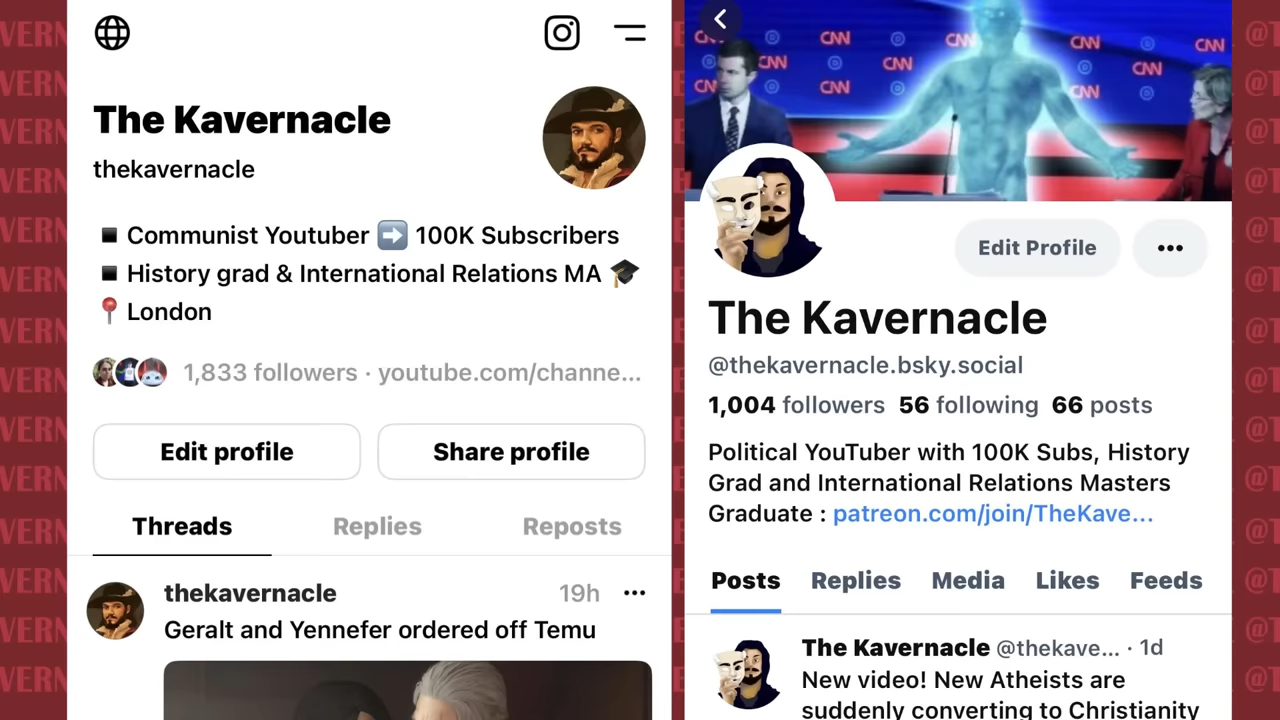 The Kavernacle
thekavernacle
Communist Youtuber ➡️ 100K Subscribers
History grad & International Relations MA 🎓
📍 London
1,833 followers · youtube.com/channe...
Edit profile
Share profile
Threads
Replies
Reposts
thekavernacle
19h
Geralt and Yennefer ordered off Temu
CNN CNN CNN CNN CNN
CNN CNN CNN
CNN CNN CNN
Edit Profile
The Kavernacle
@thekavernacle.bsky.social
1,004 followers 56 following 66 posts
Political YouTuber with 100K Subs, History
Grad and International Relations Masters
Graduate : patreon.com/join/TheKave...
Posts
Replies
Media
Likes
Feeds
The Kavernacle @thekave... · 1d
New video! New Atheists are
suddenly converting to Christianity